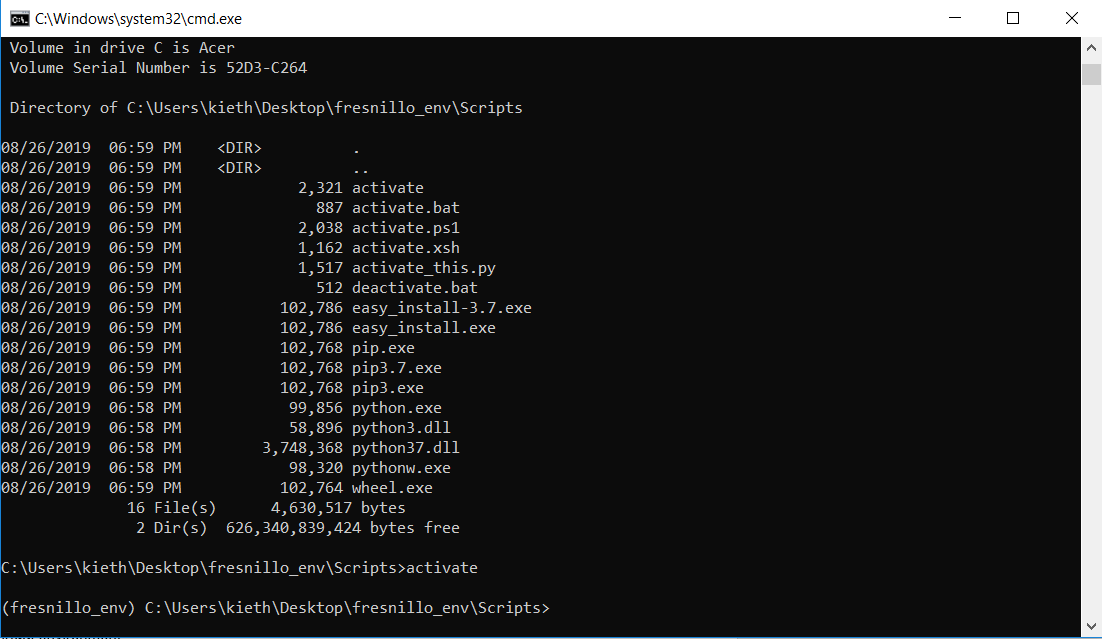 C:\Windows\system32\cmd.exe
Volume in drive C is Acer
Volume Serial Number is 52D3-C264
Directory of C:\Users\kieth\Desktop\fresnillo_env\Scripts
08/26/2019  06:59 PM    <DIR>          .
08/26/2019  06:59 PM    <DIR>          ..
08/26/2019  06:59 PM             2,321 activate
08/26/2019  06:59 PM               887 activate.bat
08/26/2019  06:59 PM             2,038 activate.ps1
08/26/2019  06:59 PM             1,162 activate.xsh
08/26/2019  06:59 PM             1,517 activate_this.py
08/26/2019  06:59 PM               512 deactivate.bat
08/26/2019  06:59 PM           102,786 easy_install-3.7.exe
08/26/2019  06:59 PM           102,786 easy_install.exe
08/26/2019  06:59 PM           102,768 pip.exe
08/26/2019  06:59 PM           102,768 pip3.7.exe
08/26/2019  06:59 PM           102,768 pip3.exe
08/26/2019  06:58 PM            99,856 python.exe
08/26/2019  06:58 PM            58,896 python3.dll
08/26/2019  06:58 PM         3,748,368 python37.dll
08/26/2019  06:58 PM            98,320 pythonw.exe
08/26/2019  06:59 PM           102,764 wheel.exe
16 File(s)      4,630,517 bytes
2 Dir(s)  626,340,839,424 bytes free
C:\Users\kieth\Desktop\fresnillo_env\Scripts>activate
(fresnillo_env) C:\Users\kieth\Desktop\fresnillo_env\Scripts>